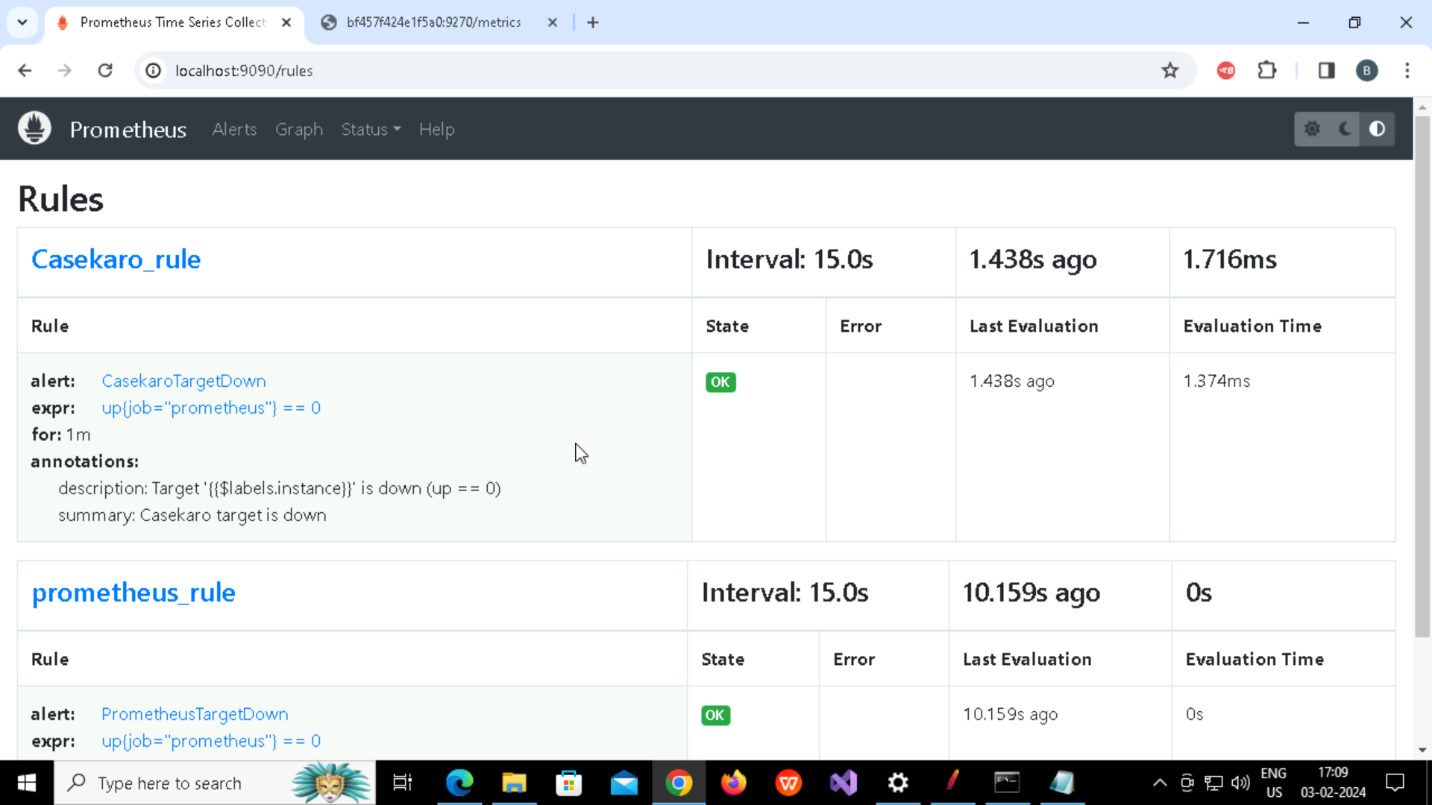 Prometheus Time Series Collect
bf457f424e1f5a0:9270/metrics
localhost:9090/rules
B
Prometheus Alerts Graph Status Help
Rules
Casekaro_rule Interval: 15.0s 1.438s ago 1.716ms
Rule State Error Last Evaluation Evaluation Time
alert: CasekaroTargetDown OK 1.438s ago 1.374ms
expr: up{job="prometheus"} == 0
for: 1m
annotations:
description: Target '{{$labels.instance}}' is down (up == 0)
summary: Casekaro target is down
prometheus_rule Interval: 15.0s 10.159s ago 0s
Rule State Error Last Evaluation Evaluation Time
alert: PrometheusTargetDown OK 10.159s ago 0s
expr: up{job="prometheus"} == 0
Type here to search
ENG
US
17:09
03-02-2024